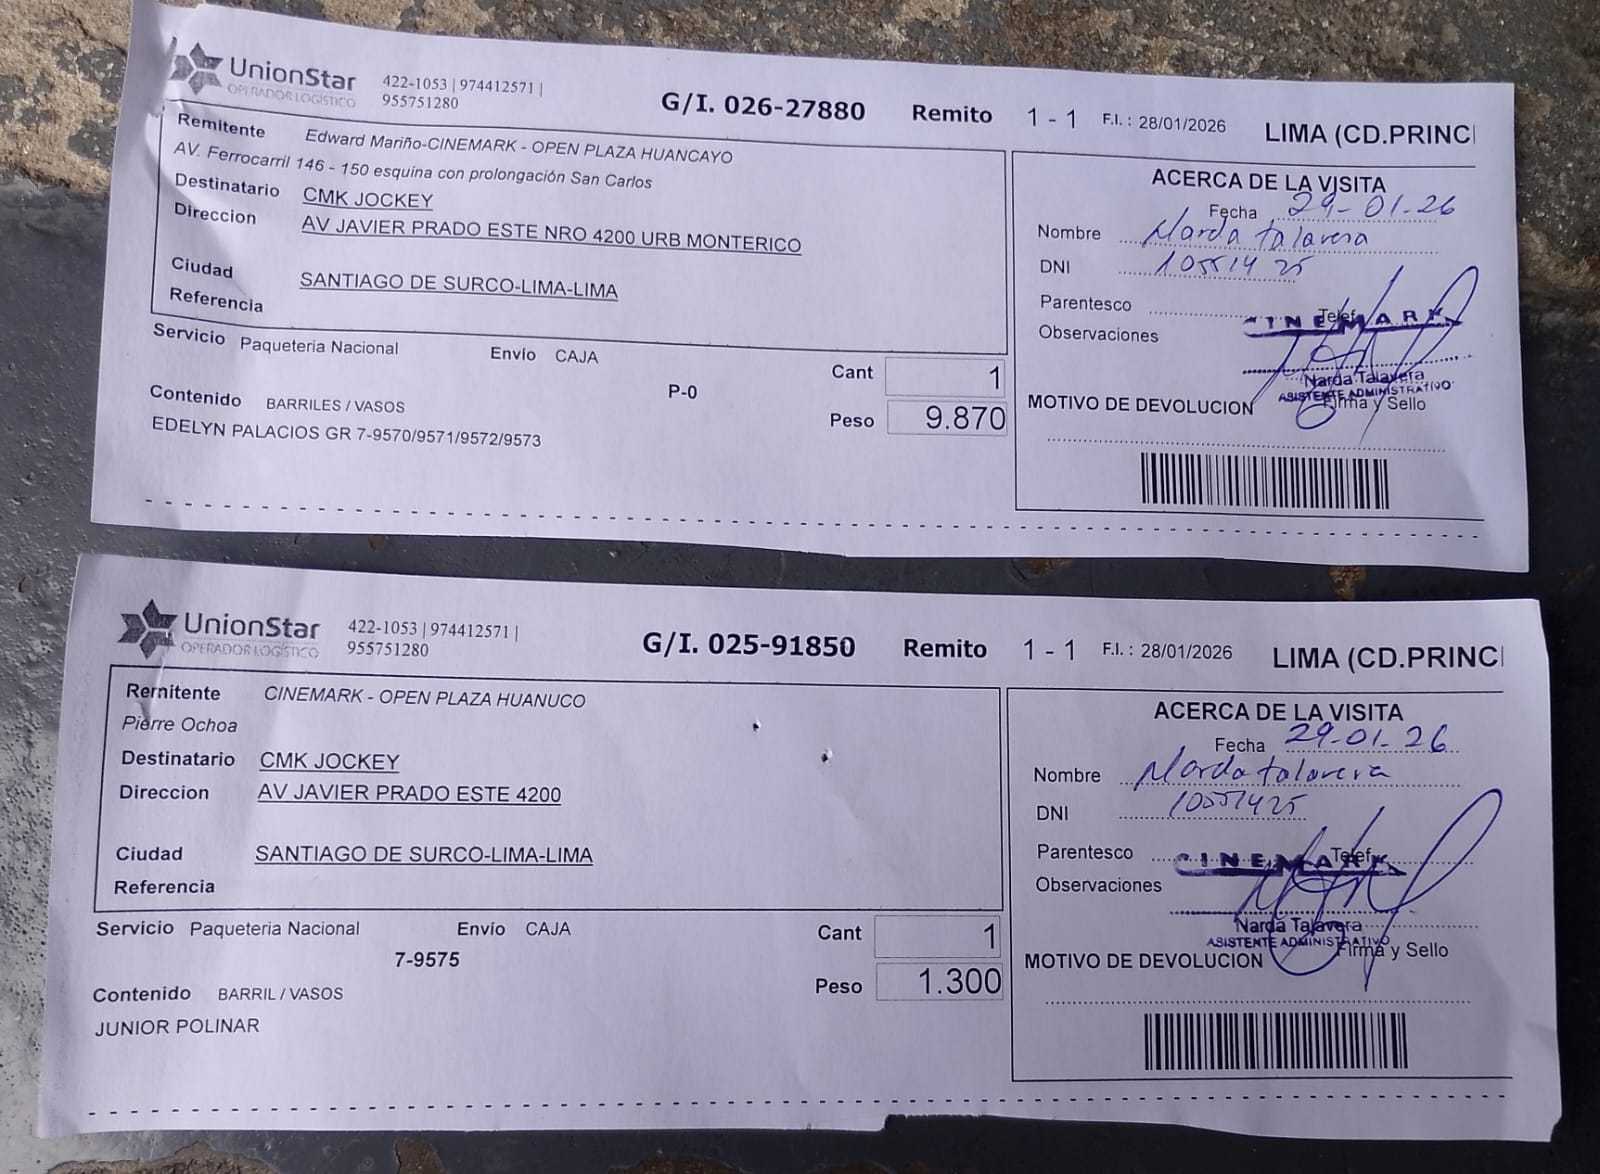 UnionStar
OPERADOR LOGÍSTICO
422-1053 | 974412571 |
955751280
G/I. 026-27880 Remito 1 - 1 F.I. : 28/01/2026 LIMA (CD.PRINCI
Remitente Edward Mariño-CINEMARK - OPEN PLAZA HUANCAYO
AV. Ferrocarril 146 - 150 esquina con prolongación San Carlos
Destinatario CMK JOCKEY
Direccion AV JAVIER PRADO ESTE NRO 4200 URB MONTERICO
Ciudad SANTIAGO DE SURCO-LIMA-LIMA
Referencia
Servicio Paqueteria Nacional Envío CAJA
Cant 1
P-0
Contenido BARRILES / VASOS
Peso 9.870
EDELYN PALACIOS GR 7-9570/9571/9572/9573
ACERCA DE LA VISITA
Fecha 29-01-26
Nombre Narda Talavera
DNI 10551425
Parentesco Telef
CINEMARK
Observaciones
Narda Talavera
ASISTENTE ADMINISTRATIVO
Firma y Sello
MOTIVO DE DEVOLUCION
UnionStar
OPERADOR LOGÍSTICO
422-1053 | 974412571 |
955751280
G/I. 025-91850 Remito 1 - 1 F.I. : 28/01/2026 LIMA (CD.PRINCI
Remitente CINEMARK - OPEN PLAZA HUANUCO
Pierre Ochoa
Destinatario CMK JOCKEY
Direccion AV JAVIER PRADO ESTE 4200
Ciudad SANTIAGO DE SURCO-LIMA-LIMA
Referencia
Servicio Paqueteria Nacional Envío CAJA
Cant 1
7-9575
Peso 1.300
Contenido BARRIL / VASOS
JUNIOR POLINAR
ACERCA DE LA VISITA
Fecha 29-01-26
Nombre Narda Talavera
DNI 10551425
Parentesco Telef
CINEMARK
Observaciones
Narda Talavera
ASISTENTE ADMINISTRATIVO
Firma y Sello
MOTIVO DE DEVOLUCION